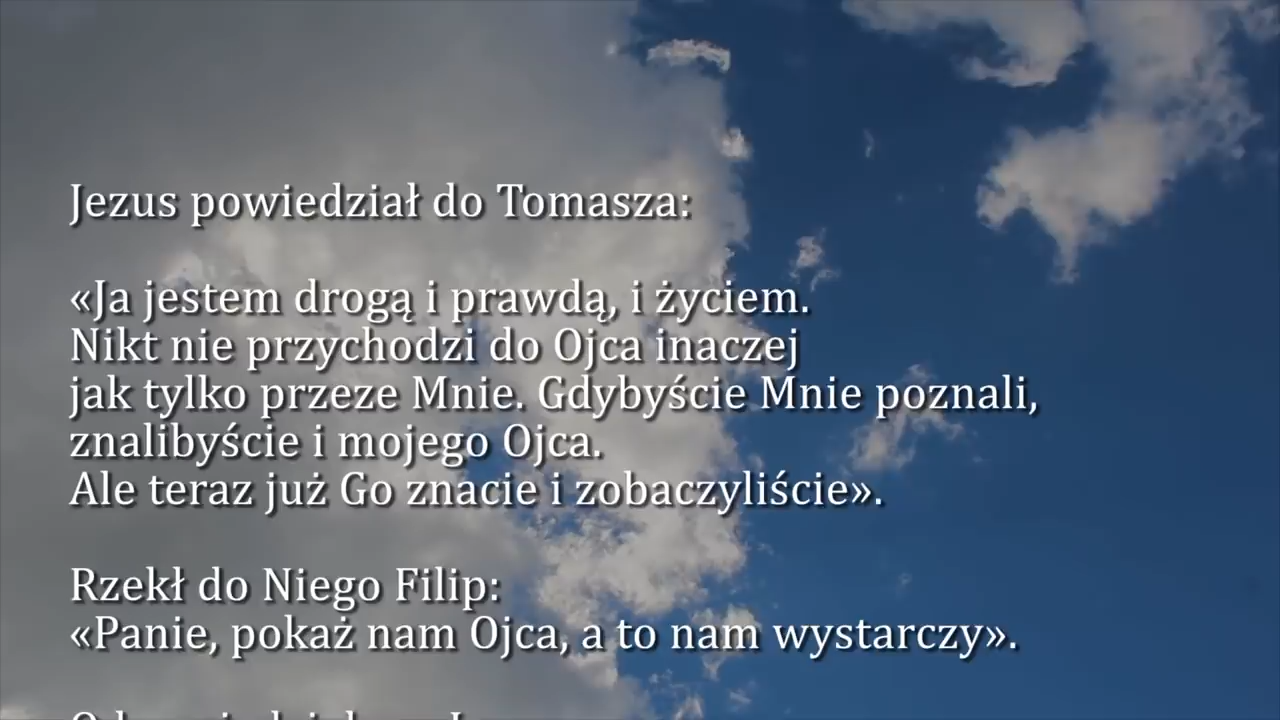 Jezus powiedział do Tomasza:
«Ja jestem drogą i prawdą, i życiem.
Nikt nie przychodzi do Ojca inaczej
jak tylko przeze Mnie. Gdybyście Mnie poznali,
znalibyście i mojego Ojca.
Ale teraz już Go znacie i zobaczyliście».
Rzekł do Niego Filip:
«Panie, pokaż nam Ojca, a to nam wystarczy».